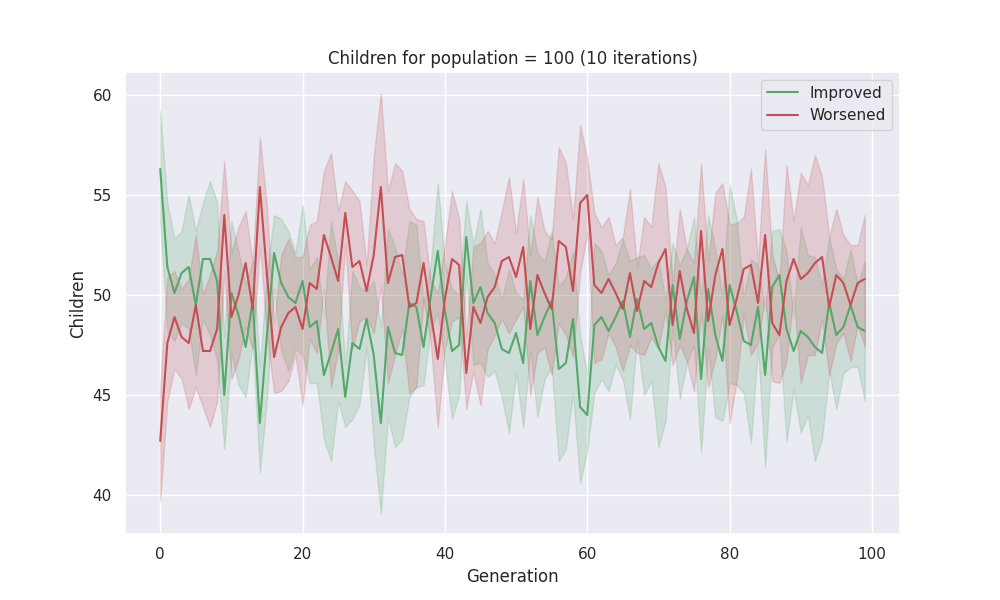 Children for population = 100 (10 iterations)
Improved
Worsened
60
55
50
45
40
Children
0
20
40
60
80
100
Generation